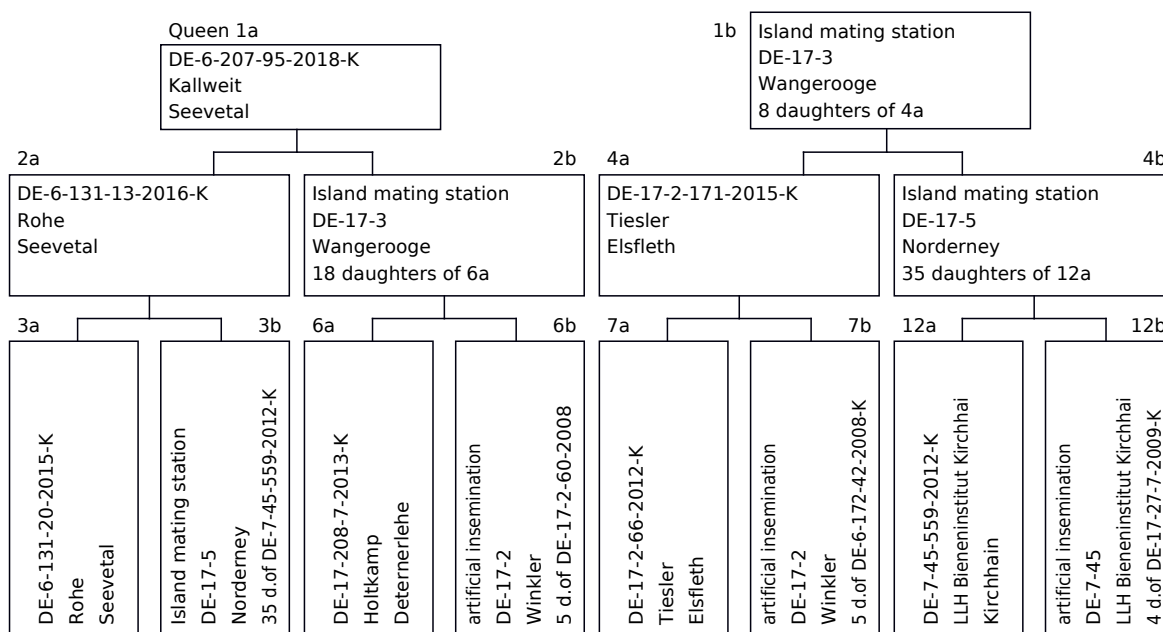 Queen 1a
DE-6-207-95-2018-K
Kallweit
Seevetal
1b
Island mating station
DE-17-3
Wangerooge
8 daughters of 4a
2a
DE-6-131-13-2016-K
Rohe
Seevetal
2b
Island mating station
DE-17-3
Wangerooge
18 daughters of 6a
4a
DE-17-2-171-2015-K
Tiesler
Elsfleth
4b
Island mating station
DE-17-5
Norderney
35 daughters of 12a
3a
DE-6-131-20-2015-K
Rohe
Seevetal
3b
Island mating station
DE-17-5
Norderney
35 d.of DE-7-45-559-2012-K
6a
DE-17-208-7-2013-K
Holtkamp
Deternerlehe
6b
artificial insemination
DE-17-2
Winkler
5 d.of DE-17-2-60-2008
7a
DE-17-2-66-2012-K
Tiesler
Elsfleth
7b
artificial insemination
DE-17-2
Winkler
5 d.of DE-6-172-42-2008-K
12a
DE-7-45-559-2012-K
LLH Bieneninstitut Kirchhai
Kirchhain
12b
artificial insemination
DE-7-45
LLH Bieneninstitut Kirchhai
4 d.of DE-17-27-7-2009-K